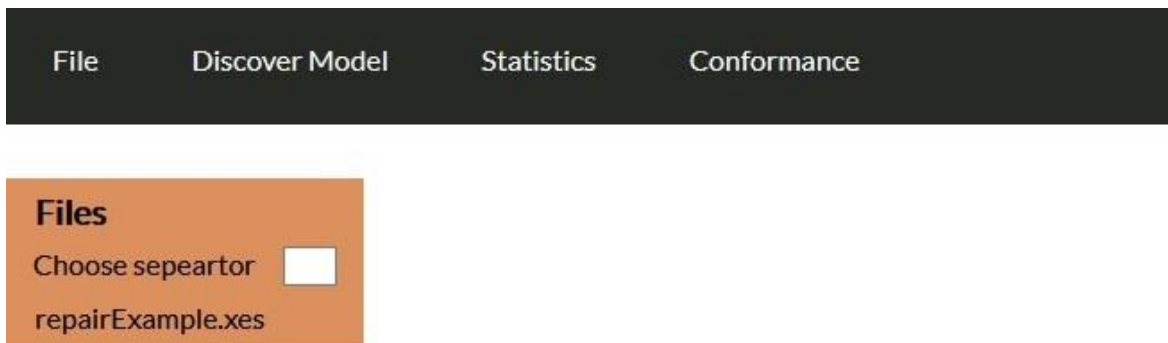 File Discover Model Statistics Conformance
Files
Choose sepeartor
repairExample.xes